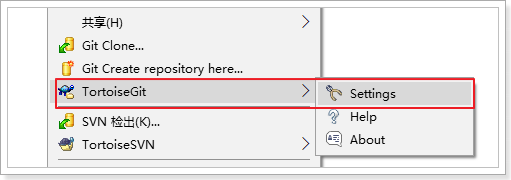 共享(H)
Git Clone...
Git Create repository here...
TortoiseGit
Settings
Help
About
SVN 检出(K)...
TortoiseSVN